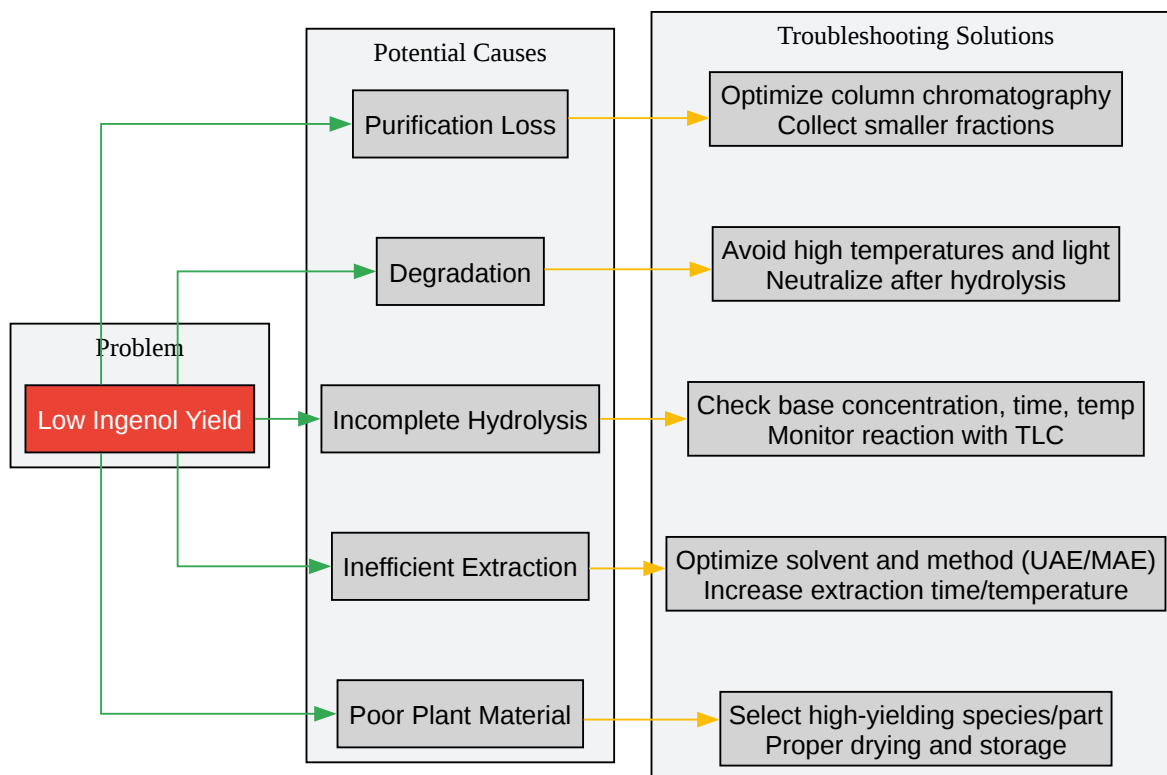 Problem
Low Ingenol Yield
Potential Causes
Purification Loss
Degradation
Incomplete Hydrolysis
Inefficient Extraction
Poor Plant Material
Troubleshooting Solutions
Optimize column chromatography
Collect smaller fractions
Avoid high temperatures and light
Neutralize after hydrolysis
Check base concentration, time, temp
Monitor reaction with TLC
Optimize solvent and method (UAE/MAE)
Increase extraction time/temperature
Select high-yielding species/part
Proper drying and storage